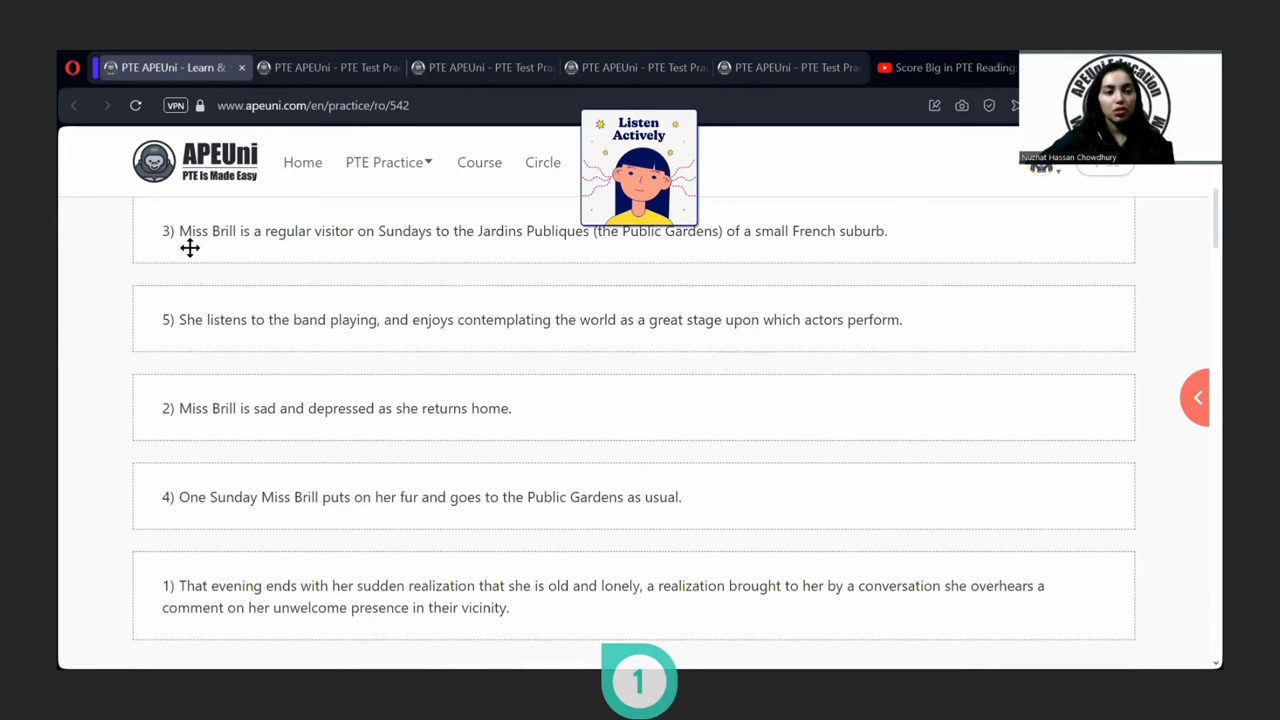 PTE APEUni - Learn &
PTE APEUni - PTE Test Pra
PTE APEUni - PTE Test Pra
PTE APEUni - PTE Test Pra
PTE APEUni - PTE Test Pra
Score Big in PTE Reading:
VPN
www.apeuni.com/en/practice/ro/542
APEUni
PTE Is Made Easy
Home
PTE Practice
Course
Circle
Listen
Actively
APEUni Education
Nuzhat Hassan Chowdhury
3) Miss Brill is a regular visitor on Sundays to the Jardins Publiques (the Public Gardens) of a small French suburb.
5) She listens to the band playing, and enjoys contemplating the world as a great stage upon which actors perform.
2) Miss Brill is sad and depressed as she returns home.
4) One Sunday Miss Brill puts on her fur and goes to the Public Gardens as usual.
1) That evening ends with her sudden realization that she is old and lonely, a realization brought to her by a conversation she overhears a
comment on her unwelcome presence in their vicinity.
1